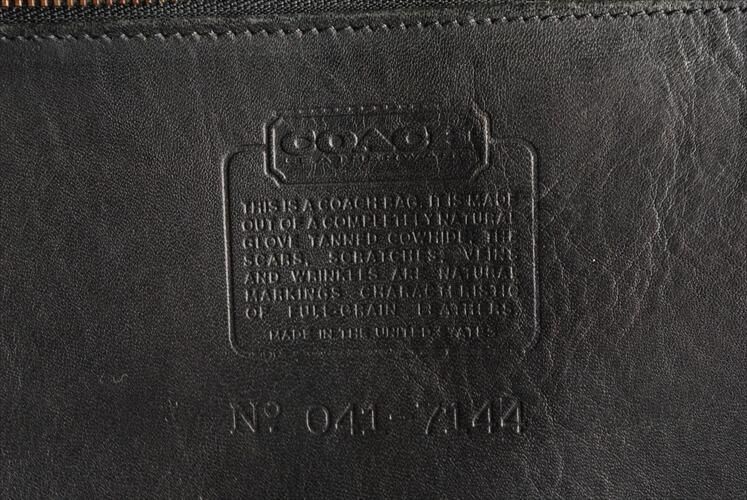 COACH
LEATHERWARE
THIS IS A COACH BAG. IT IS MADE
OUT OF A COMPLETELY NATURAL
GLOVE TANNED COWHIDE. THE
SCARS, SCRATCHES, VEINS
AND WRINKLES ARE NATURAL
MARKINGS CHARACTERISTIC
OF FULL-GRAIN LEATHERS.
MADE IN THE UNITED STATES
Nº 041-7144